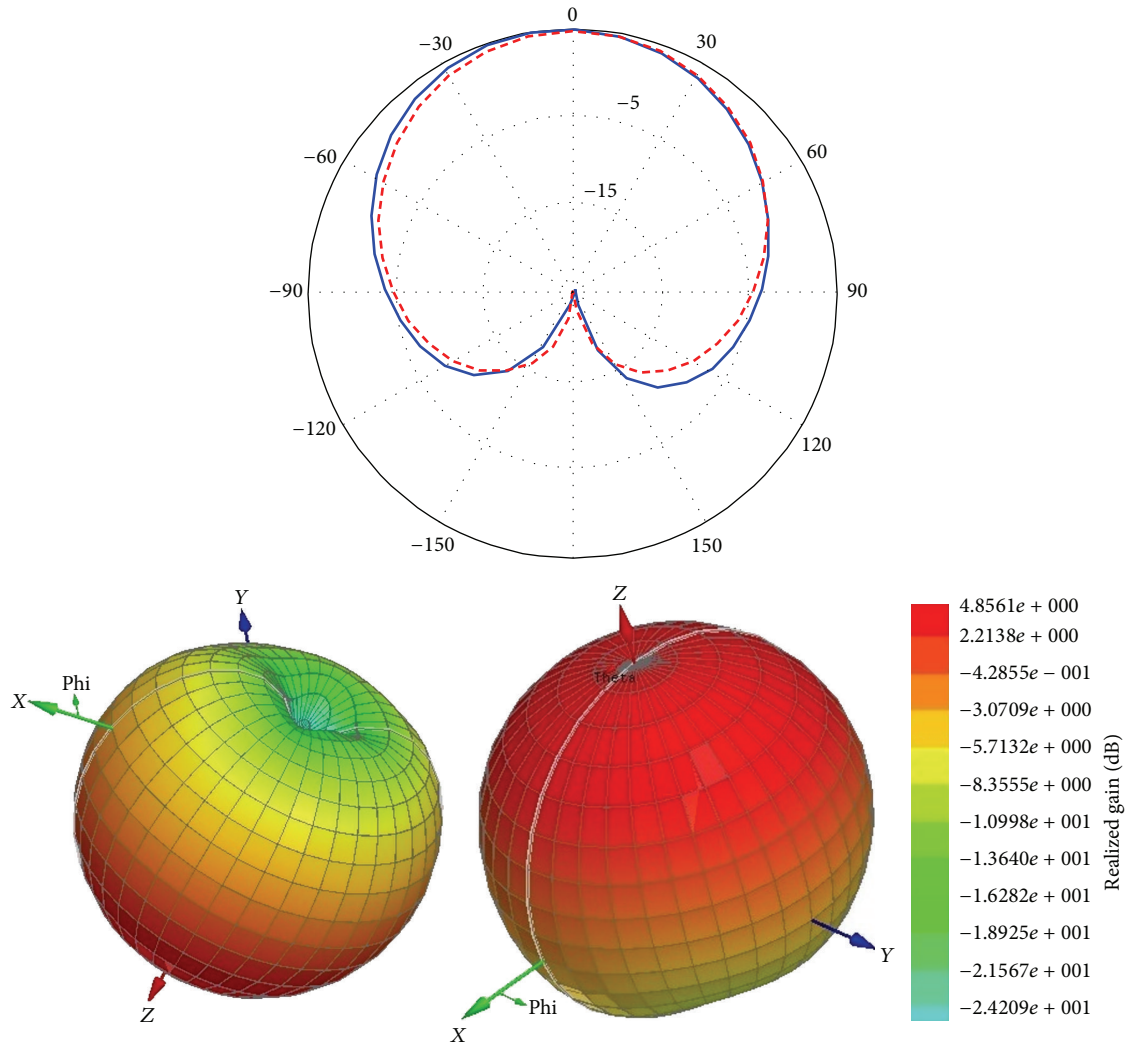 0
−30
30
−5
−60
60
−15
−90
90
−120
120
−150
150
Y
X
Phi
Z
Z
Theta
Y
X
Phi
4.8561e + 000
2.2138e + 000
−4.2855e − 001
−3.0709e + 000
−5.7132e + 000
−8.3555e + 000
−1.0998e + 001
−1.3640e + 001
−1.6282e + 001
−1.8925e + 001
−2.1567e + 001
−2.4209e + 001
Realized gain (dB)